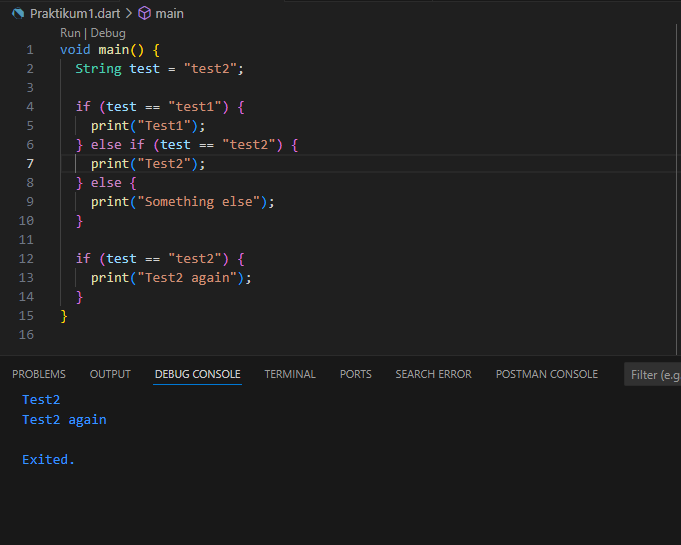 Praktikum1.dart > main
Run | Debug
1 void main() {
2 String test = "test2";
3
4 if (test == "test1") {
5 print("Test1");
6 } else if (test == "test2") {
7 print("Test2");
8 } else {
9 print("Something else");
10 }
11
12 if (test == "test2") {
13 print("Test2 again");
14 }
15 }
16
PROBLEMS OUTPUT DEBUG CONSOLE TERMINAL PORTS SEARCH ERROR POSTMAN CONSOLE Filter (e.g
Test2
Test2 again
Exited.